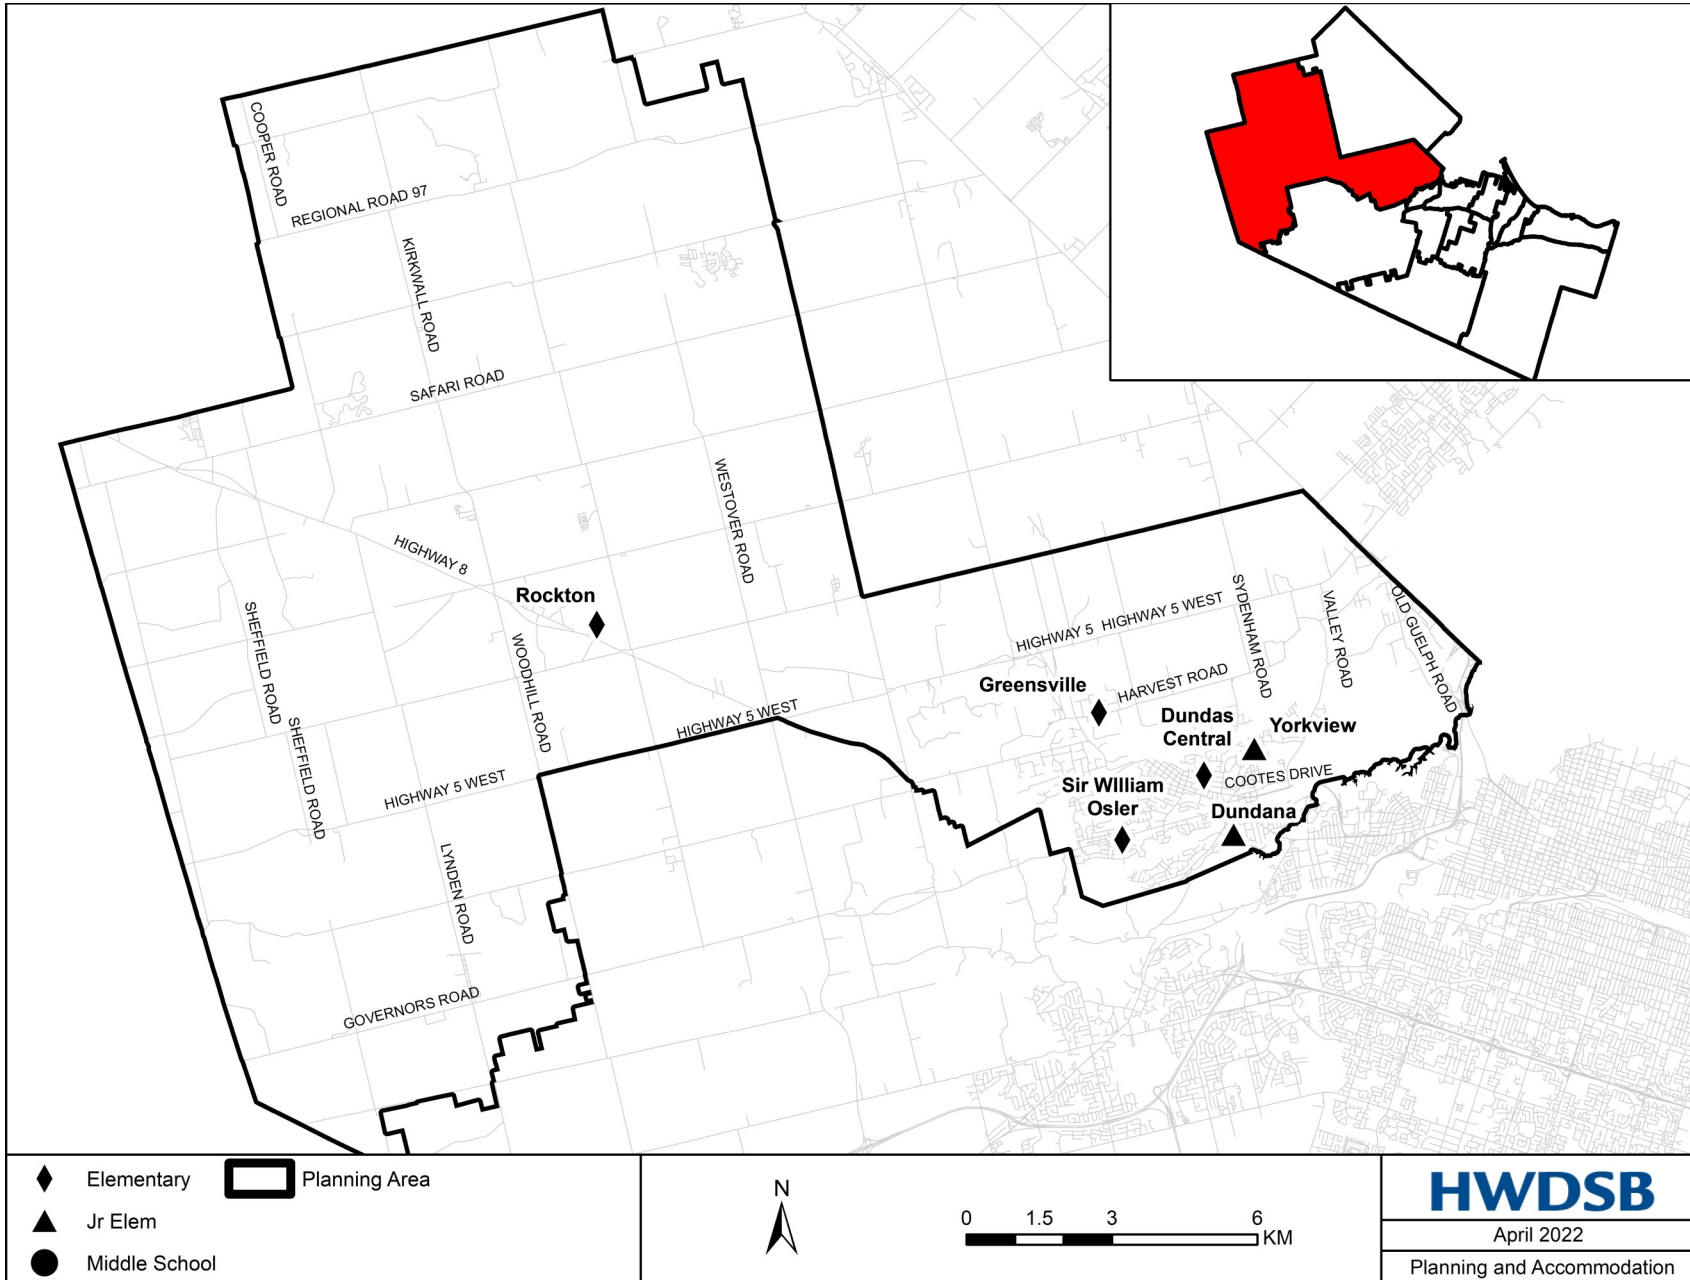 COOPER ROAD
REGIONAL ROAD 97
KIRKWALL ROAD
SAFARI ROAD
WESTOVER ROAD
HIGHWAY 8
Rockton
SHEFFIELD ROAD
WOODHILL ROAD
SHEFFIELD ROAD
HIGHWAY 5 WEST
HIGHWAY 5 WEST
LYNDEN ROAD
GOVERNORS ROAD
HIGHWAY 5
HIGHWAY 5 WEST
SYDENHAM ROAD
VALLEY ROAD
OLD GUELPH ROAD
Greensville
HARVEST ROAD
Dundas
Central
Yorkview
COOTES DRIVE
Sir WIlliam
Osler
Dundana
Elementary
Planning Area
Jr Elem
Middle School
N
0 1.5 3 6
KM
HWDSB
April 2022
Planning and Accommodation